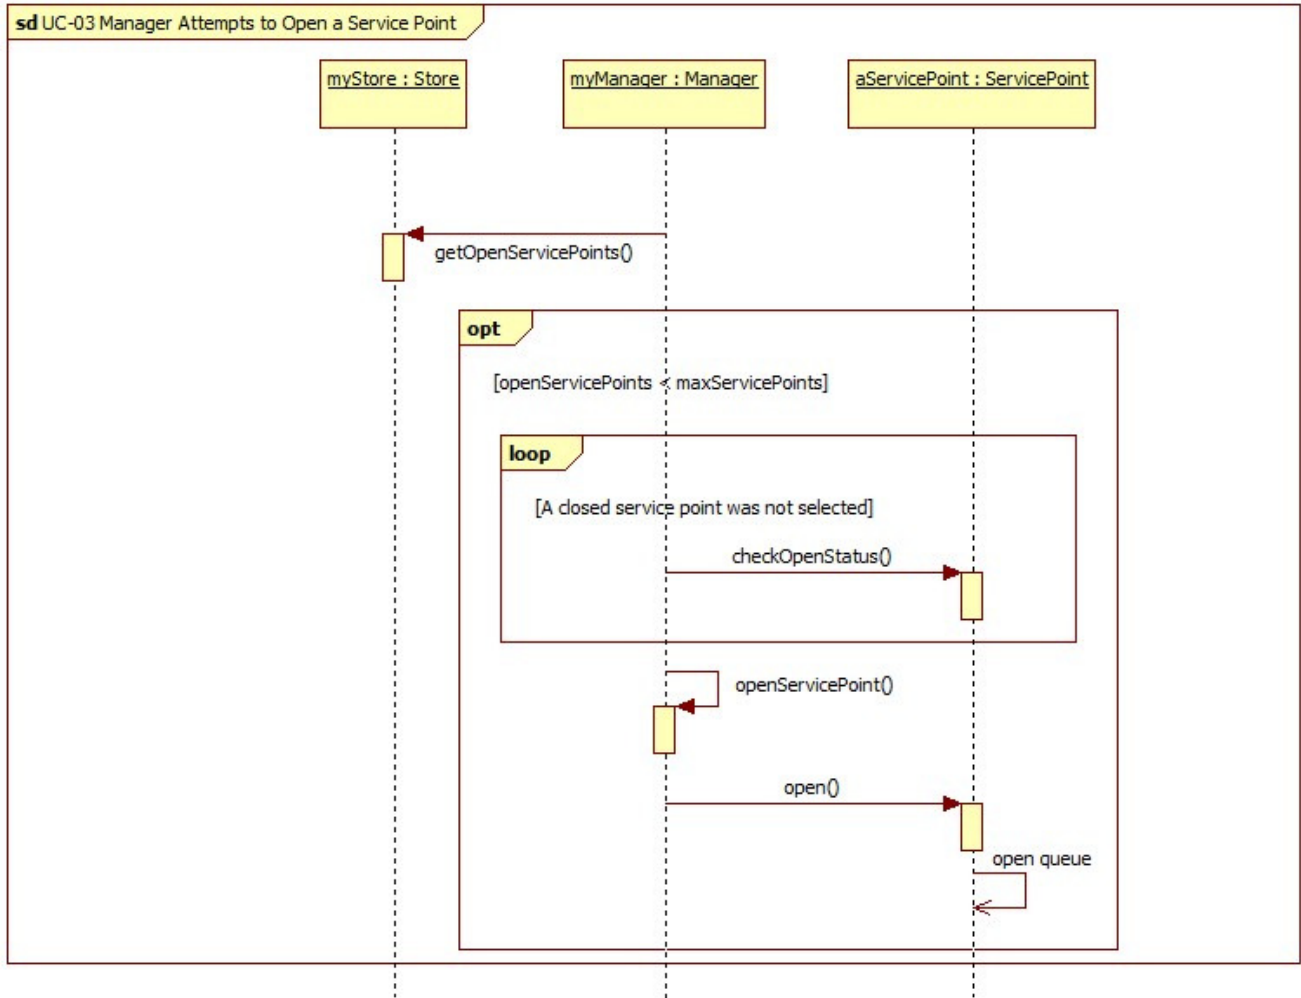 sd UC-03 Manager Attempts to Open a Service Point
myStore : Store
myManager : Manager
aServicePoint : ServicePoint
getOpenServicePoints()
opt
[openServicePoints < maxServicePoints]
loop
[A closed service point was not selected]
checkOpenStatus()
openServicePoint()
open()
open queue